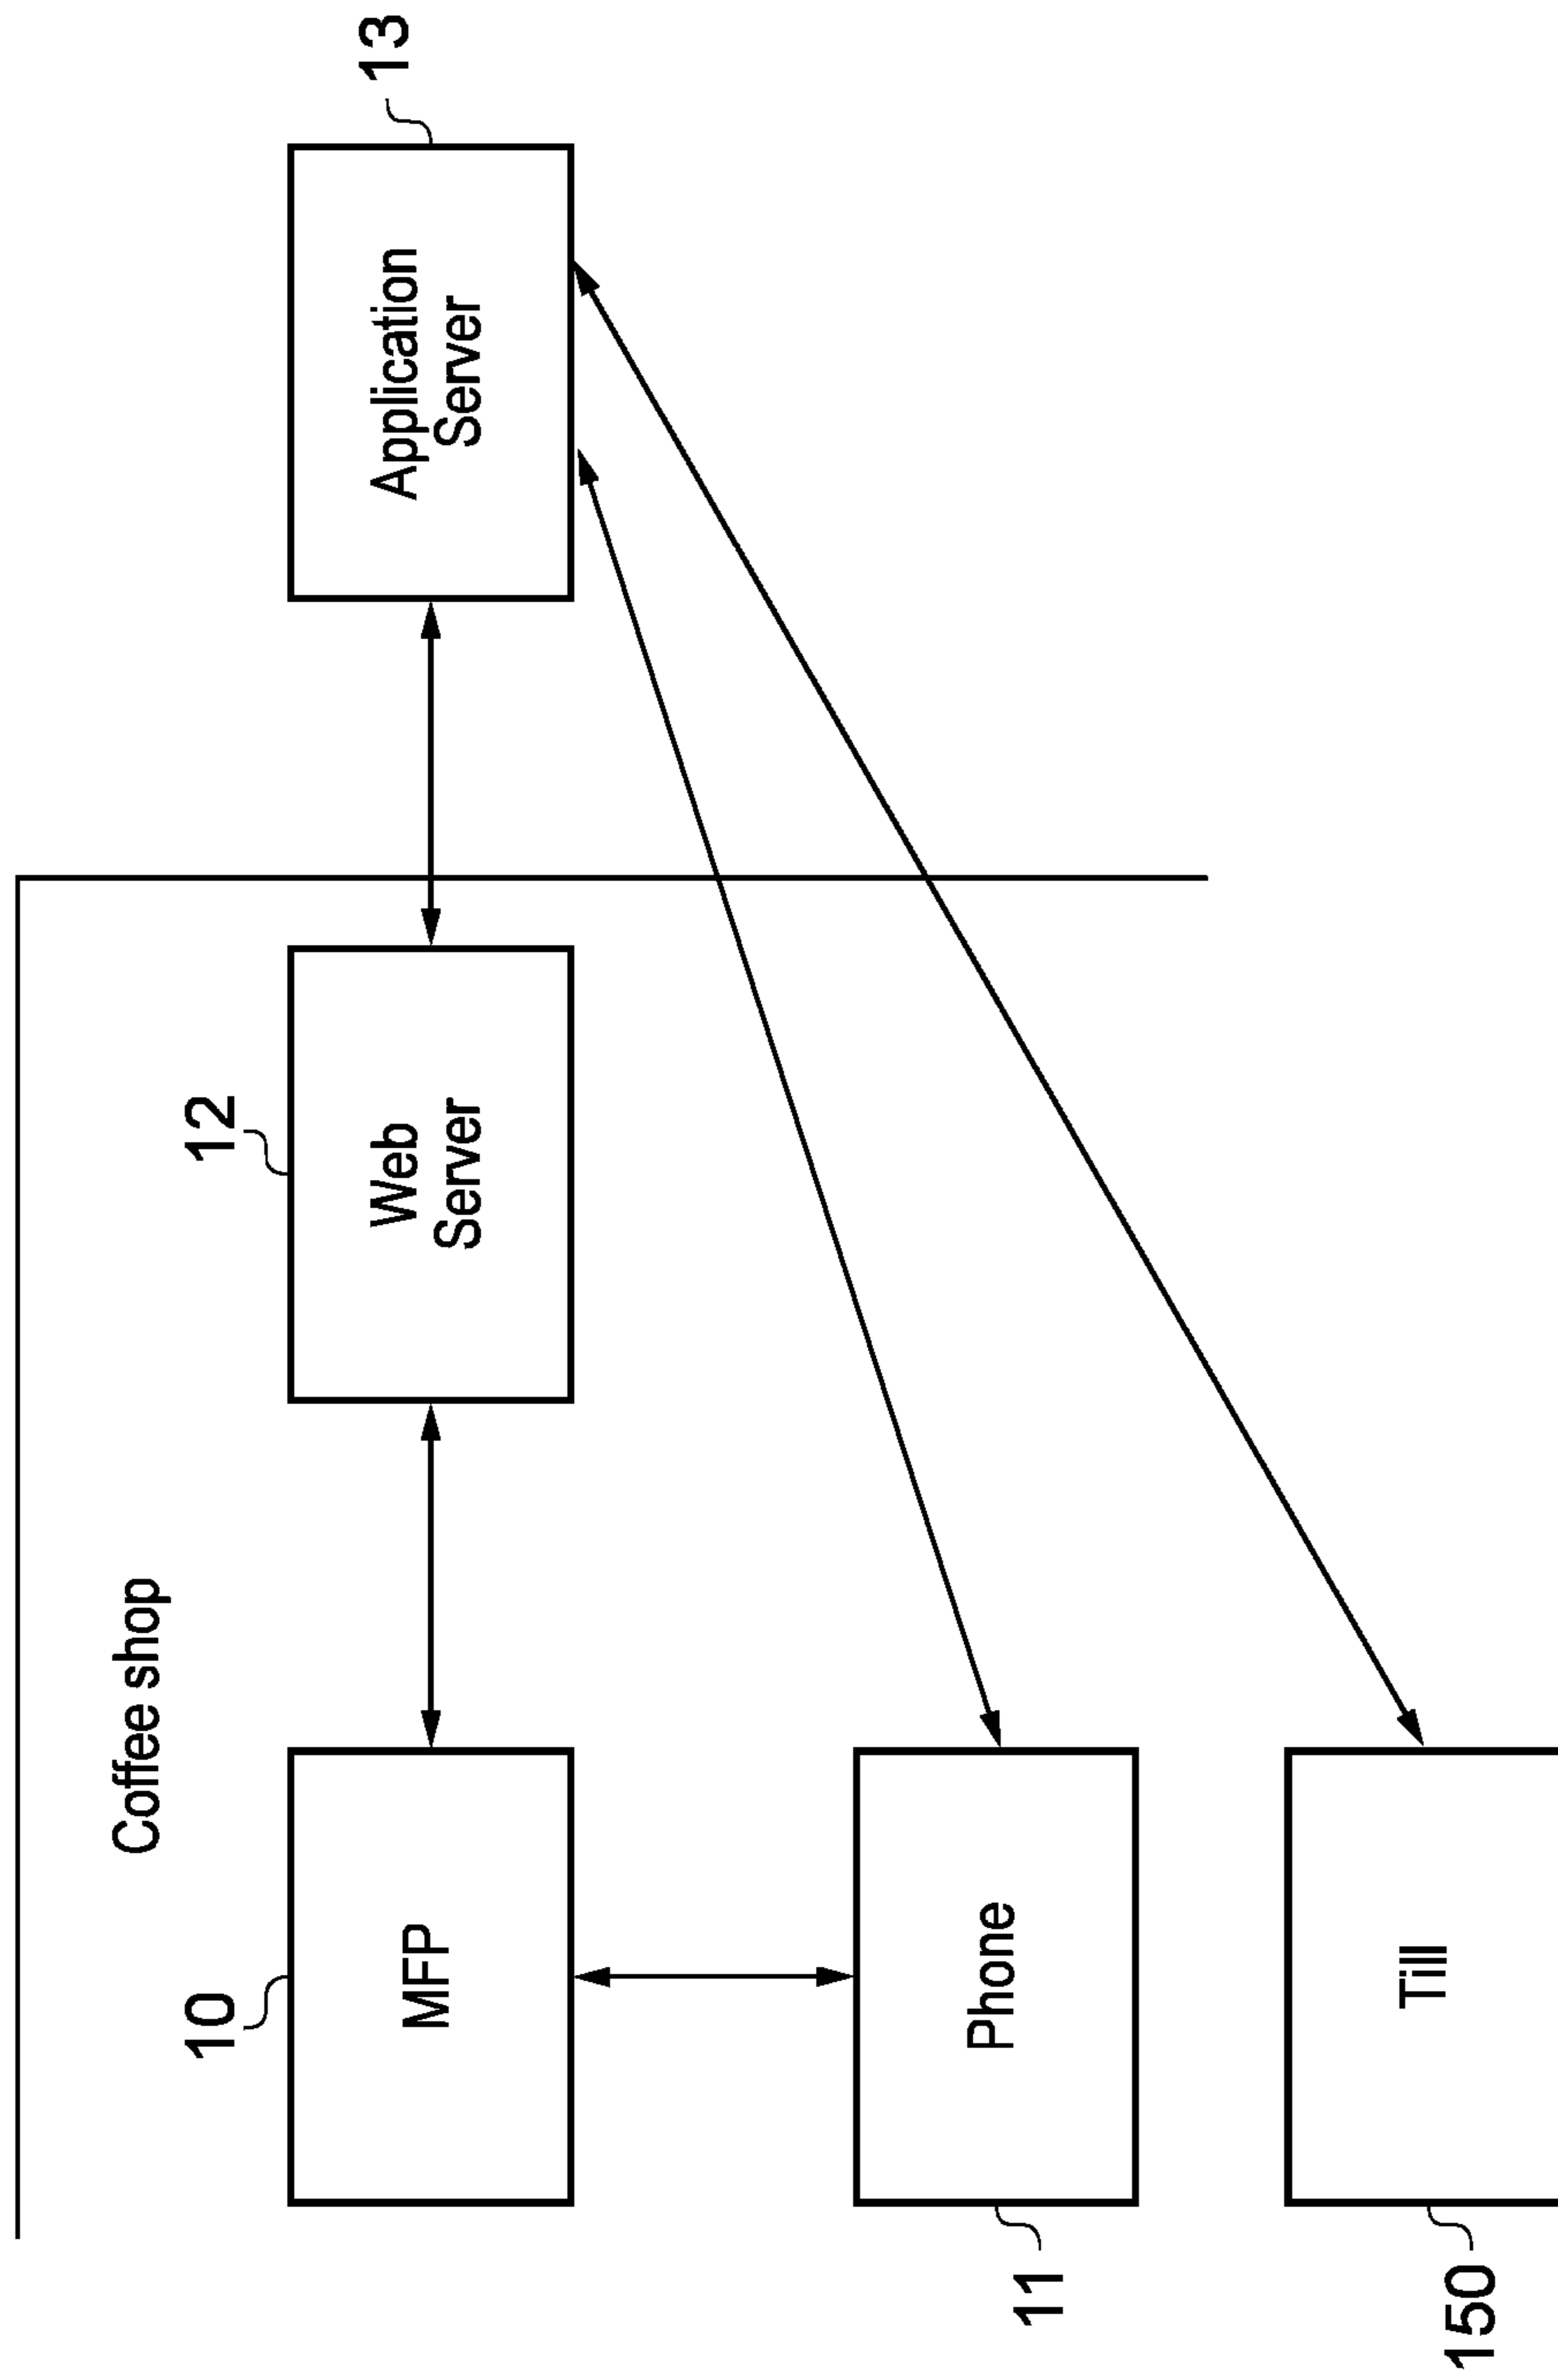 Coffee shop
10
12
13
MFP
Web
Server
Application
Server
Phone
11
Till
150